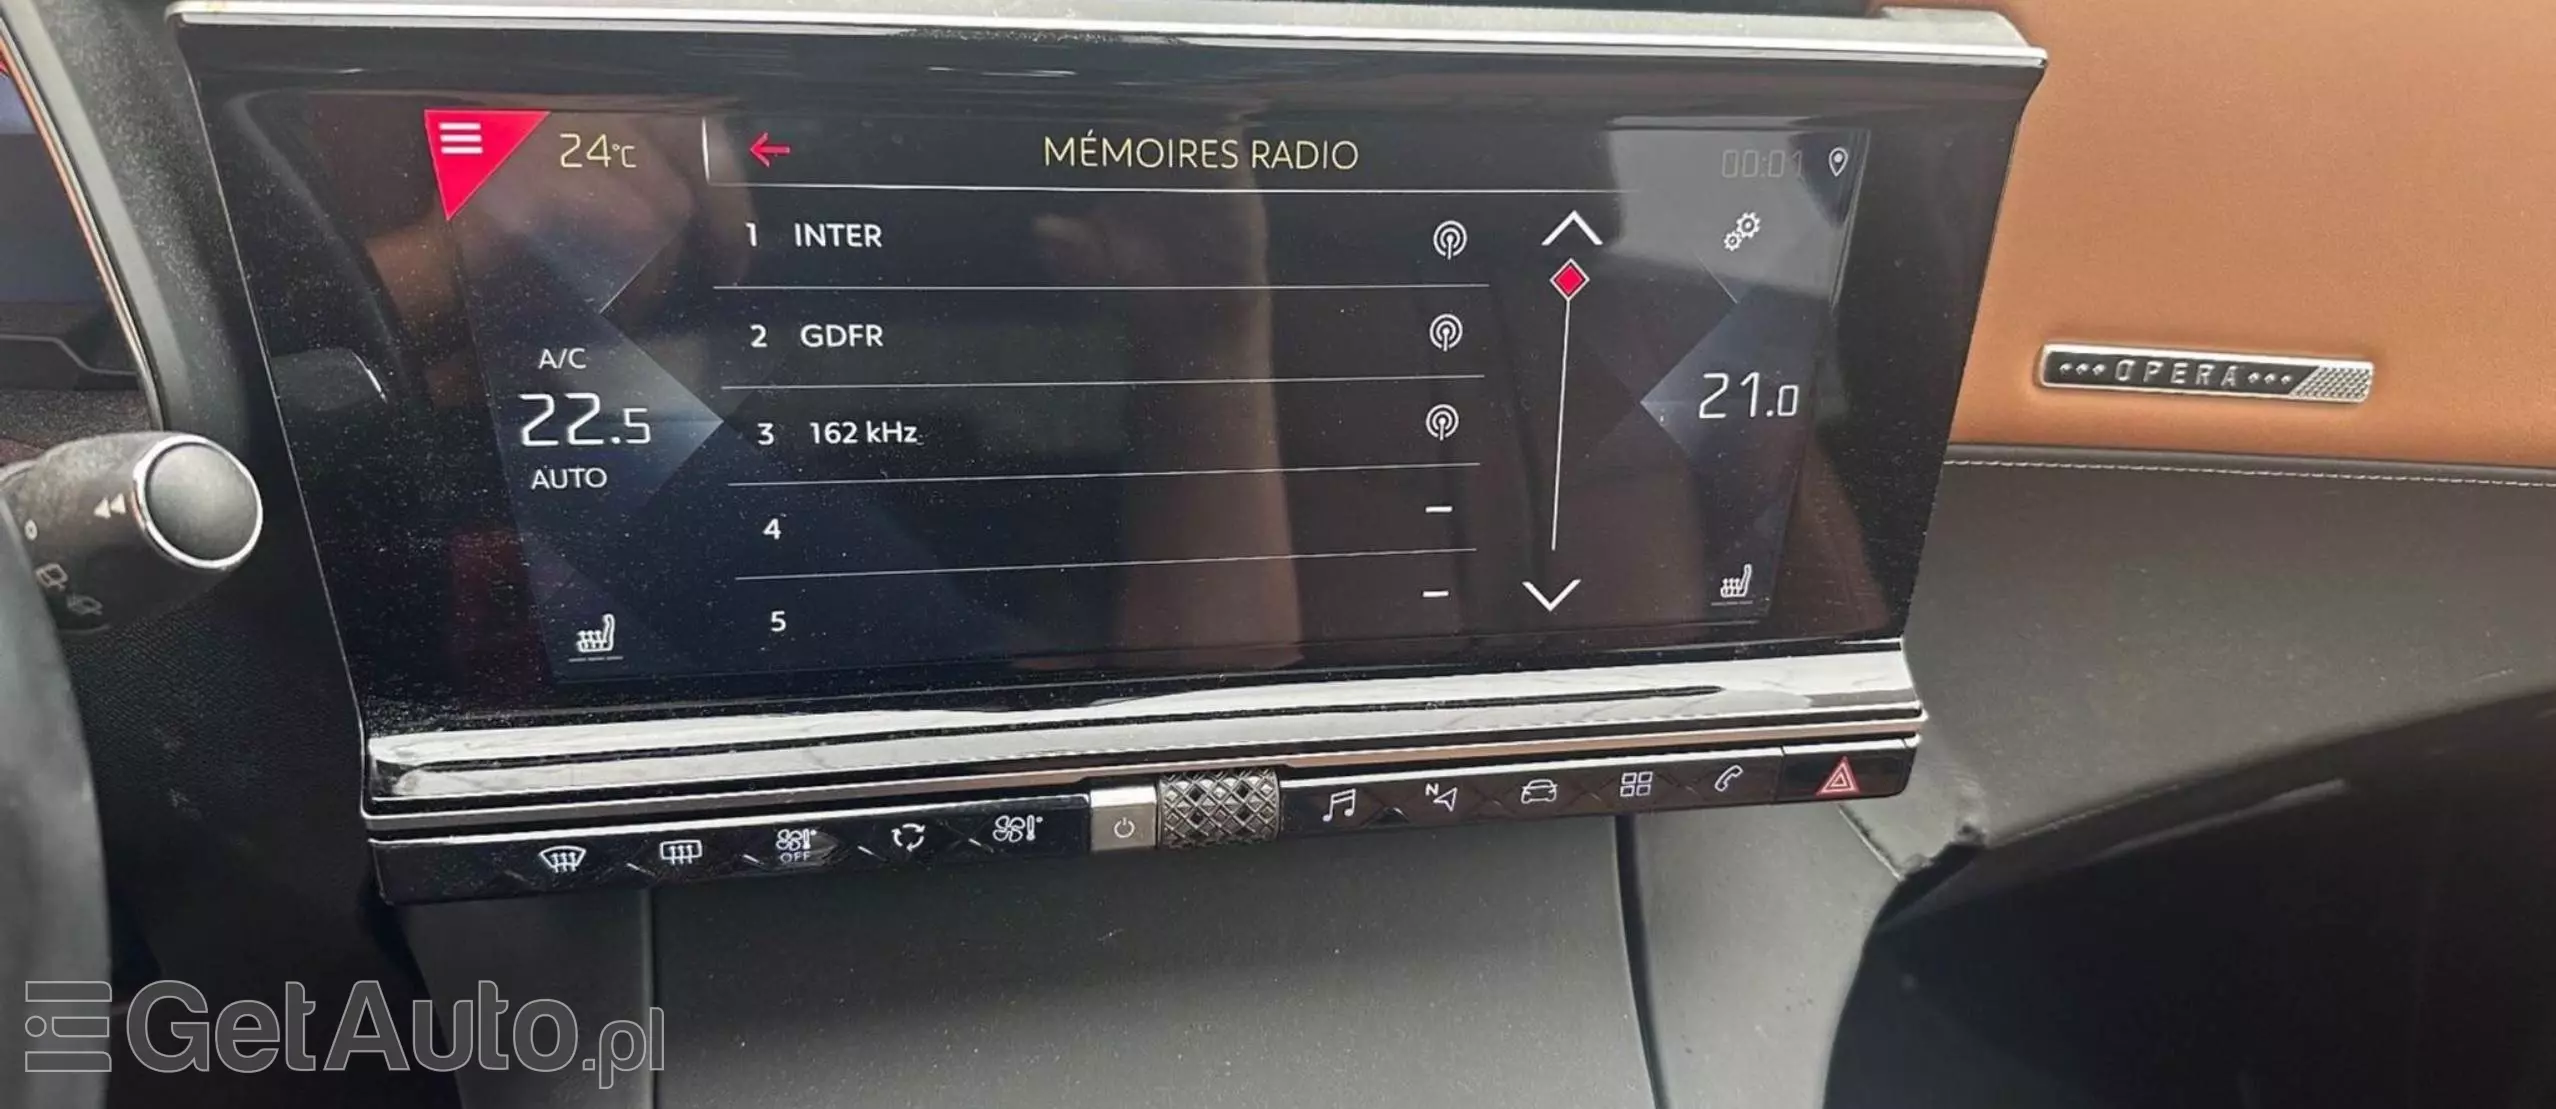 24°C
MÉMOIRES RADIO
00:01
1 INTER
2 GDFR
3 162 kHz
4 –
5 –
A/C
22.5
AUTO
21.0
OPERA
OFF
N
GetAuto.pl